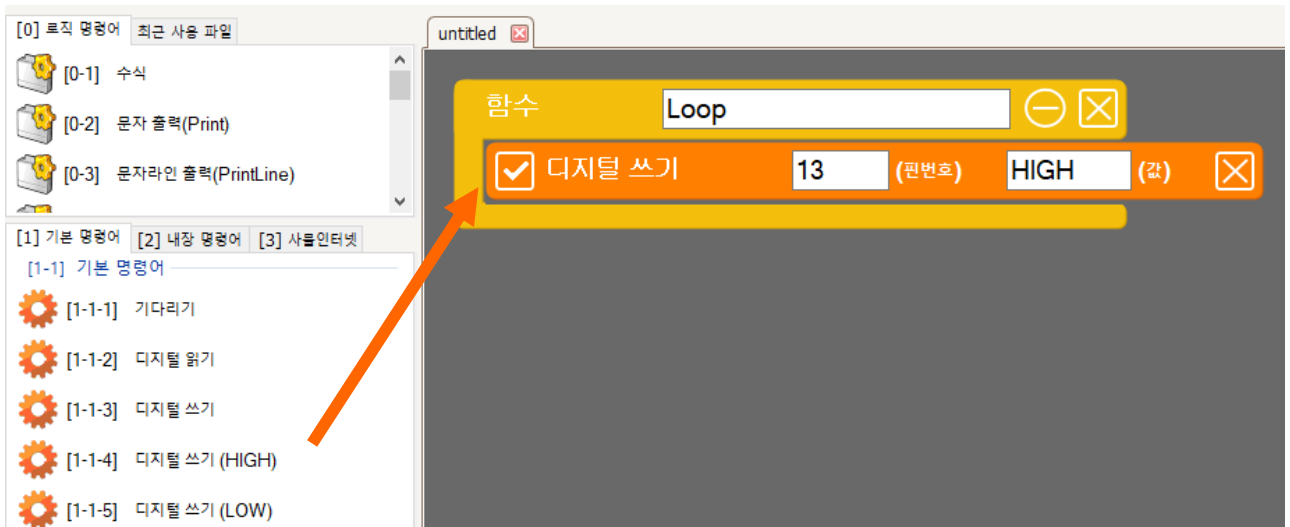 [0] 로직 명령어 최근 사용 파일
[0-1] 수식
[0-2] 문자 출력(Print)
[0-3] 문자라인 출력(PrintLine)
[1] 기본 명령어 [2] 내장 명령어 [3] 사물인터넷
[1-1] 기본 명령어
[1-1-1] 기다리기
[1-1-2] 디지털 읽기
[1-1-3] 디지털 쓰기
[1-1-4] 디지털 쓰기 (HIGH)
[1-1-5] 디지털 쓰기 (LOW)
untitled
함수 Loop
디지털 쓰기 13 (핀번호) HIGH (값)